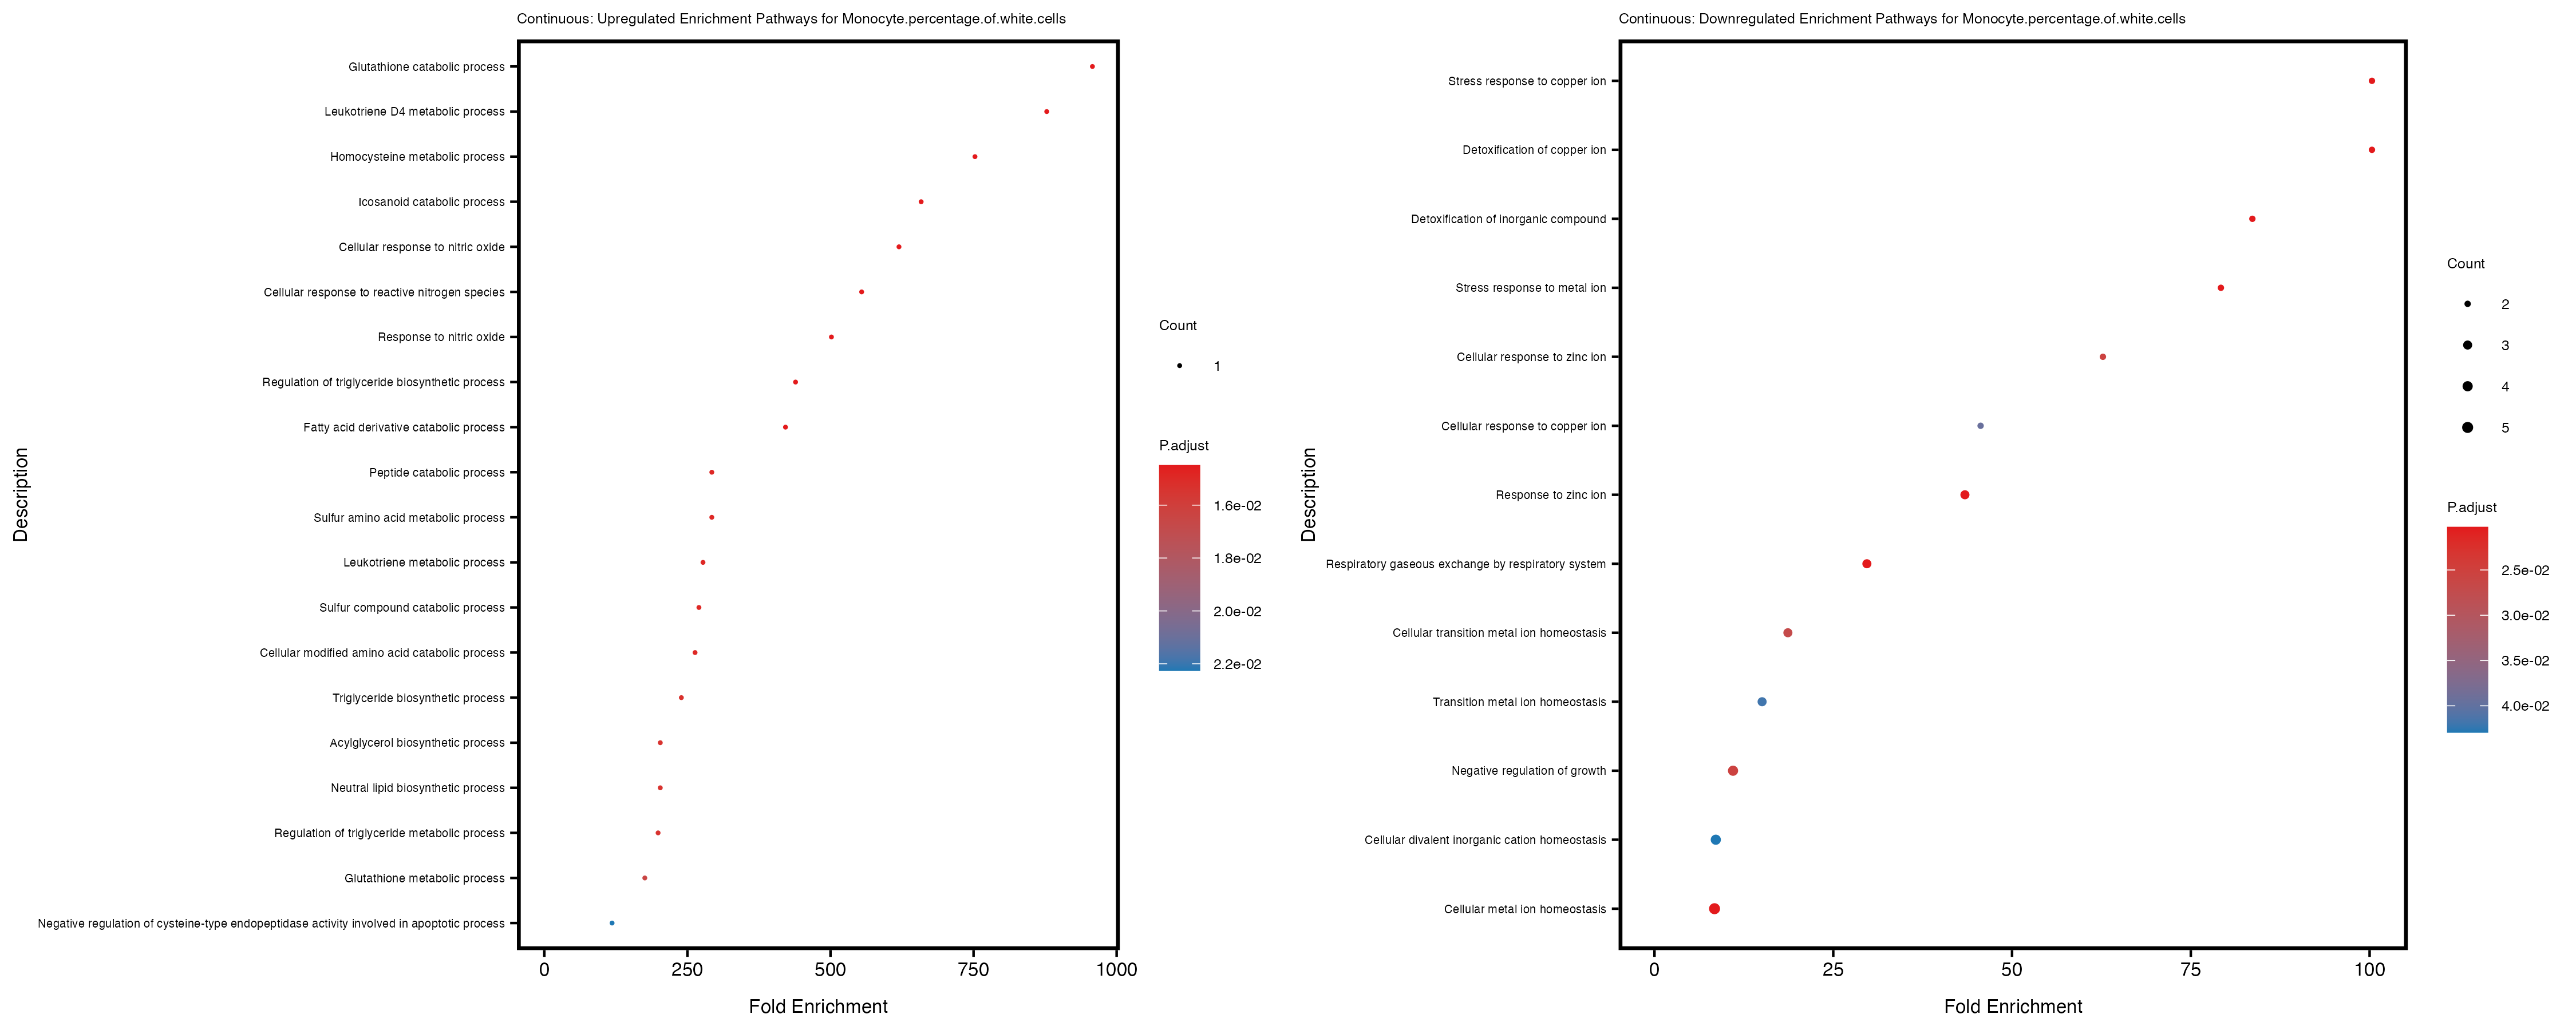 Continuous: Upregulated Enrichment Pathways for Monocyte.percentage.of.white.cells
Description
Glutathione catabolic process
Leukotriene D4 metabolic process
Homocysteine metabolic process
Icosanoid catabolic process
Cellular response to nitric oxide
Cellular response to reactive nitrogen species
Response to nitric oxide
Regulation of triglyceride biosynthetic process
Fatty acid derivative catabolic process
Peptide catabolic process
Sulfur amino acid metabolic process
Leukotriene metabolic process
Sulfur compound catabolic process
Cellular modified amino acid catabolic process
Triglyceride biosynthetic process
Acylglycerol biosynthetic process
Neutral lipid biosynthetic process
Regulation of triglyceride metabolic process
Glutathione metabolic process
Negative regulation of cysteine-type endopeptidase activity involved in apoptotic process
0 250 500 750 1000
Fold Enrichment
Count
1
P.adjust
1.6e-02
1.8e-02
2.0e-02
2.2e-02
Continuous: Downregulated Enrichment Pathways for Monocyte.percentage.of.white.cells
Description
Stress response to copper ion
Detoxification of copper ion
Detoxification of inorganic compound
Stress response to metal ion
Cellular response to zinc ion
Cellular response to copper ion
Response to zinc ion
Respiratory gaseous exchange by respiratory system
Cellular transition metal ion homeostasis
Transition metal ion homeostasis
Negative regulation of growth
Cellular divalent inorganic cation homeostasis
Cellular metal ion homeostasis
0 25 50 75 100
Fold Enrichment
Count
2
3
4
5
P.adjust
2.5e-02
3.0e-02
3.5e-02
4.0e-02